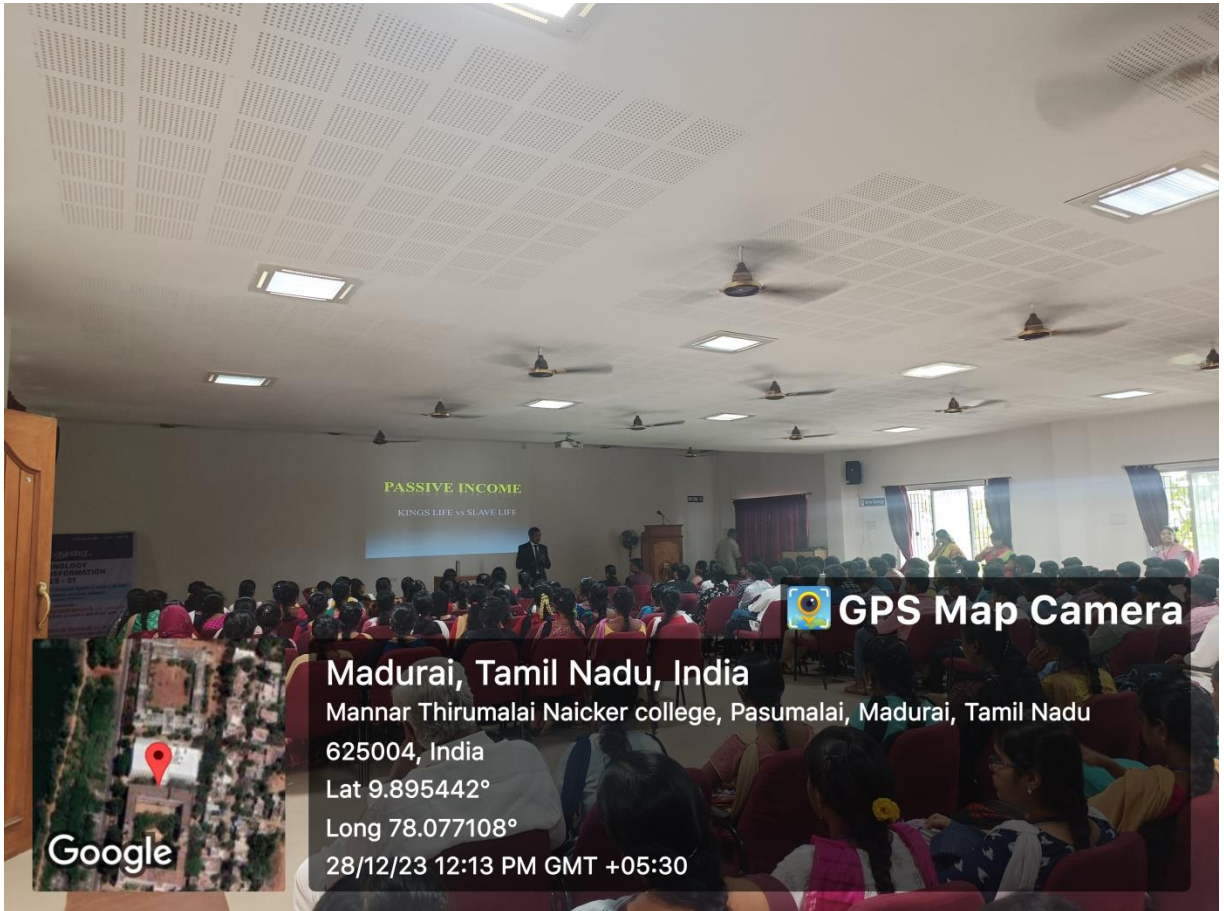 PASSIVE INCOME
KINGS LIFE vs SLAVE LIFE
GPS Map Camera
Madurai, Tamil Nadu, India
Mannar Thirumalai Naicker college, Pasumalai, Madurai, Tamil Nadu
625004, India
Lat 9.895442°
Long 78.077108°
28/12/23 12:13 PM GMT +05:30
Google